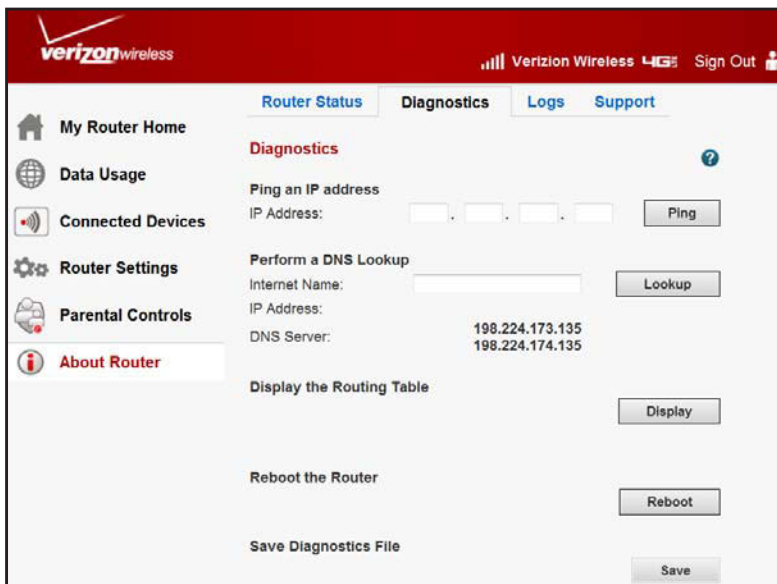 verizonwireless
Verizion Wireless 4G LTE Sign Out
Router Status Diagnostics Logs Support
My Router Home
Data Usage
Connected Devices
Router Settings
Parental Controls
About Router
Diagnostics
?
Ping an IP address
IP Address: . . . Ping
Perform a DNS Lookup
Internet Name: Lookup
IP Address:
DNS Server: 198.224.173.135
198.224.174.135
Display the Routing Table
Display
Reboot the Router
Reboot
Save Diagnostics File
Save